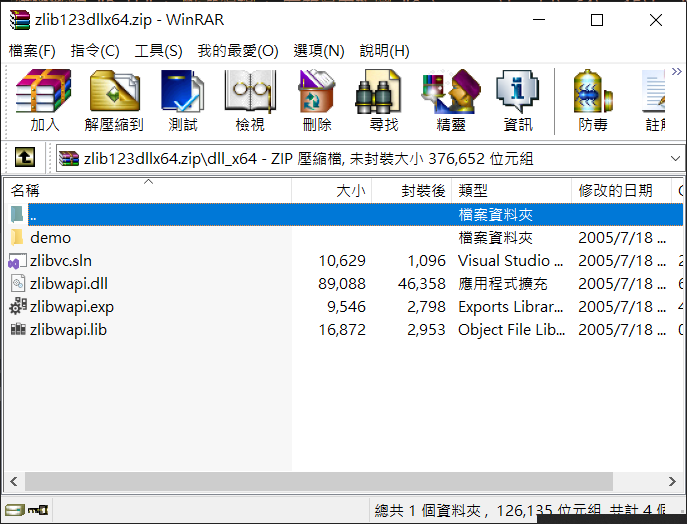 zlib123dllx64.zip - WinRAR
檔案(F) 指令(C) 工具(S) 我的最愛(O) 選項(N) 說明(H)
加入 解壓縮到 測試 檢視 刪除 尋找 精靈 資訊 防毒 註解
zlib123dllx64.zip\dll_x64 - ZIP 壓縮檔, 未封裝大小 376,652 位元組
名稱 大小 封裝後 類型 修改的日期 C
.. 檔案資料夾
demo 檔案資料夾 2005/7/18 ...
zlibvc.sln 10,629 1,096 Visual Studio ... 2005/7/18 ... 2
zlibwapi.dll 89,088 46,358 應用程式擴充 2005/7/18 ... 6
zlibwapi.exp 9,546 2,798 Exports Librar... 2005/7/18 ... 4
zlibwapi.lib 16,872 2,953 Object File Lib... 2005/7/18 ... 0
總共 1 個資料夾 , 126,135 位元組 共計 4 個